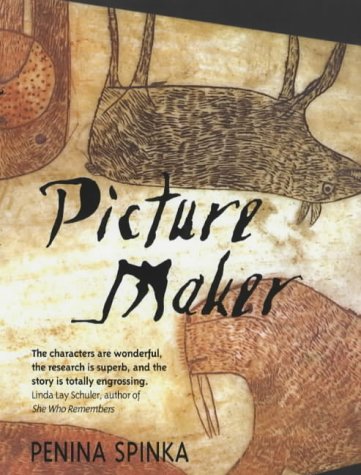 Picture
Maker
The characters are wonderful,
the research is superb, and the
story is totally engrossing.
Linda Lay Schuler, author of
She Who Remembers
PENINA SPINKA